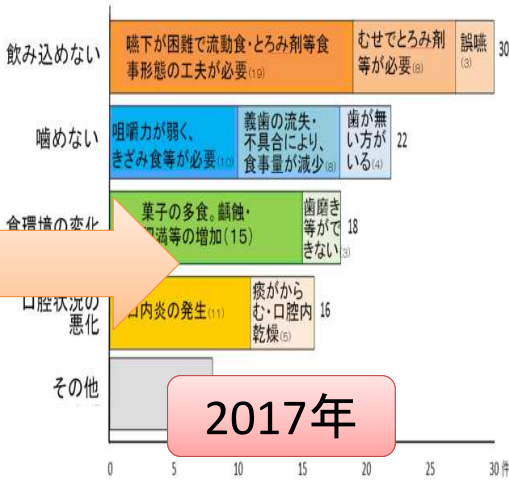 飲み込めない
嚥下が困難で流動食・とろみ剤等食
事形態の工夫が必要(19)
むせでとろみ剤
等が必要(8)
誤嚥
(3)
30
噛めない
咀嚼力が弱く、
きざみ食等が必要(10)
義歯の流失・
不具合により、
食事量が減少(8)
歯が無
い方が
いる(4)
22
食環境の変化
菓子の多食。齲蝕・
肥満等の増加(15)
歯磨き
等がで
きない(3)
18
口腔状況の
悪化
口内炎の発生(11)
痰がから
む・口腔内
乾燥(5)
16
その他
2017年
0 5 10 15 20 25 30 件